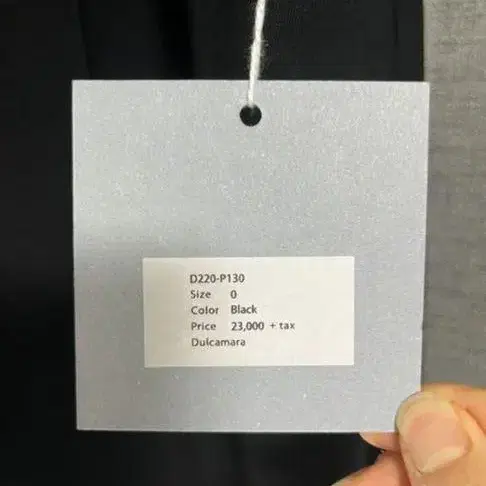 D220-P130
Size 0
Color Black
Price 23,000 + tax
Dulcamara